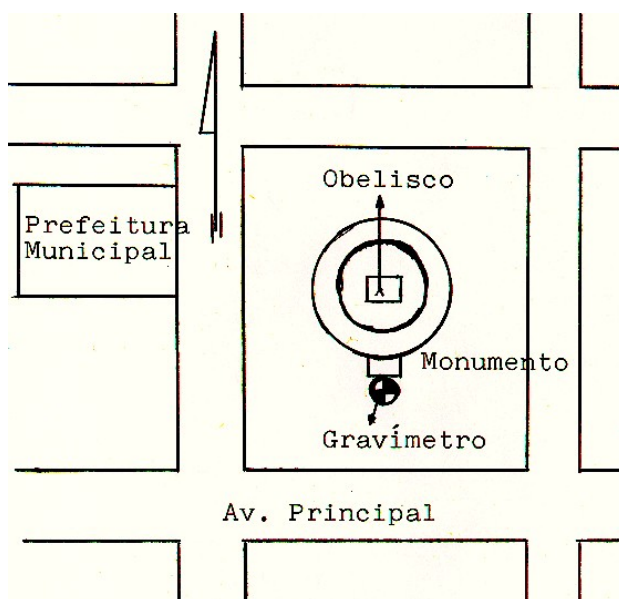 Obelisco
Prefeitura
Municipal
Monumento
Gravímetro
Av. Principal